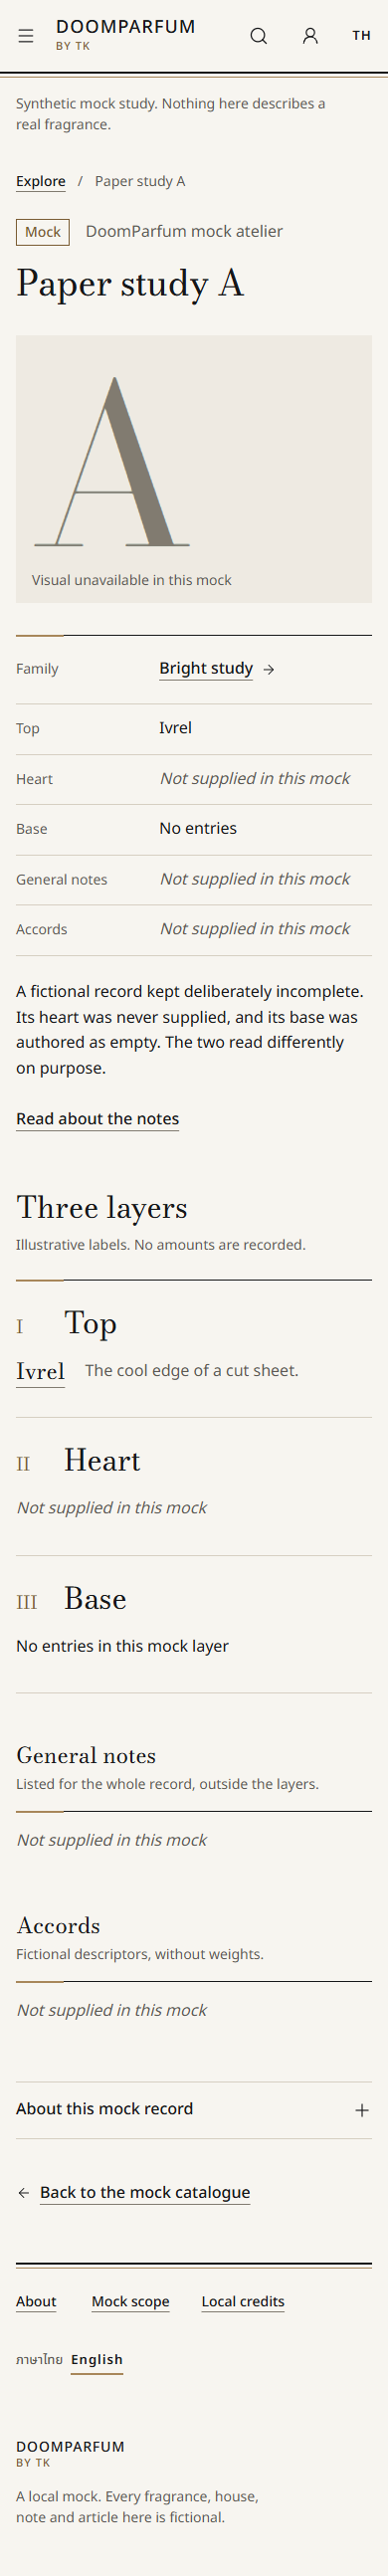 DOOMPARFUM
BY TK
TH
Synthetic mock study. Nothing here describes a
real fragrance.
Explore / Paper study A
Mock DoomParfum mock atelier
Paper study A
A
Visual unavailable in this mock
Family Bright study →
Top Ivrel
Heart Not supplied in this mock
Base No entries
General notes Not supplied in this mock
Accords Not supplied in this mock
A fictional record kept deliberately incomplete.
Its heart was never supplied, and its base was
authored as empty. The two read differently
on purpose.
Read about the notes
Three layers
Illustrative labels. No amounts are recorded.
I Top
Ivrel The cool edge of a cut sheet.
II Heart
Not supplied in this mock
III Base
No entries in this mock layer
General notes
Listed for the whole record, outside the layers.
Not supplied in this mock
Accords
Fictional descriptors, without weights.
Not supplied in this mock
About this mock record +
← Back to the mock catalogue
About Mock scope Local credits
ภาษาไทย English
DOOMPARFUM
BY TK
A local mock. Every fragrance, house,
note and article here is fictional.